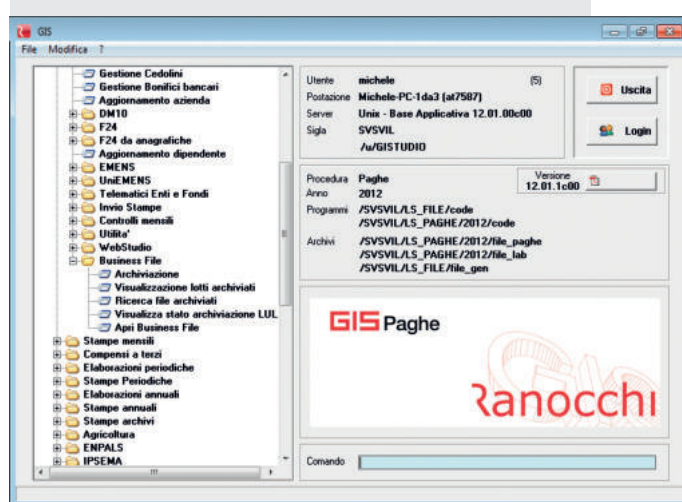 GIS
File Modifica ?
Gestione Cedolini
Gestione Bonifici bancari
Aggiornamento azienda
DM10
F24
F24 da anagrafiche
Aggiornamento dipendente
EMENS
UniEMENS
Telematici Enti e Fondi
Invio Stampe
Controlli mensili
Utilita'
WebStudio
Business File
Archiviazione
Visualizzazione lotti archiviati
Ricerca file archiviati
Visualizza stato archiviazione LUL
Apri Business File
Stampe mensili
Compensi a terzi
Elaborazioni periodiche
Stampe Periodiche
Elaborazioni annuali
Stampe annuali
Stampe archivi
Agricoltura
ENPALS
IPSEMA
Utente michele (5)
Postazione Michele-PC-1da3 (at7587)
Server Unix - Base Applicativa 12.01.00c00
Sigla SVSVIL
/u/GISTUDIO
Uscita
Login
Procedura Paghe
Anno 2012
Versione
12.01.1c00
Programmi /SVSVIL/LS_FILE/code
/SVSVIL/LS_PAGHE/2012/code
Archivi /SVSVIL/LS_PAGHE/2012/file_paghe
/SVSVIL/LS_PAGHE/2012/file_lab
/SVSVIL/LS_FILE/file_gen
GIS Paghe
Ranocchi
Comando